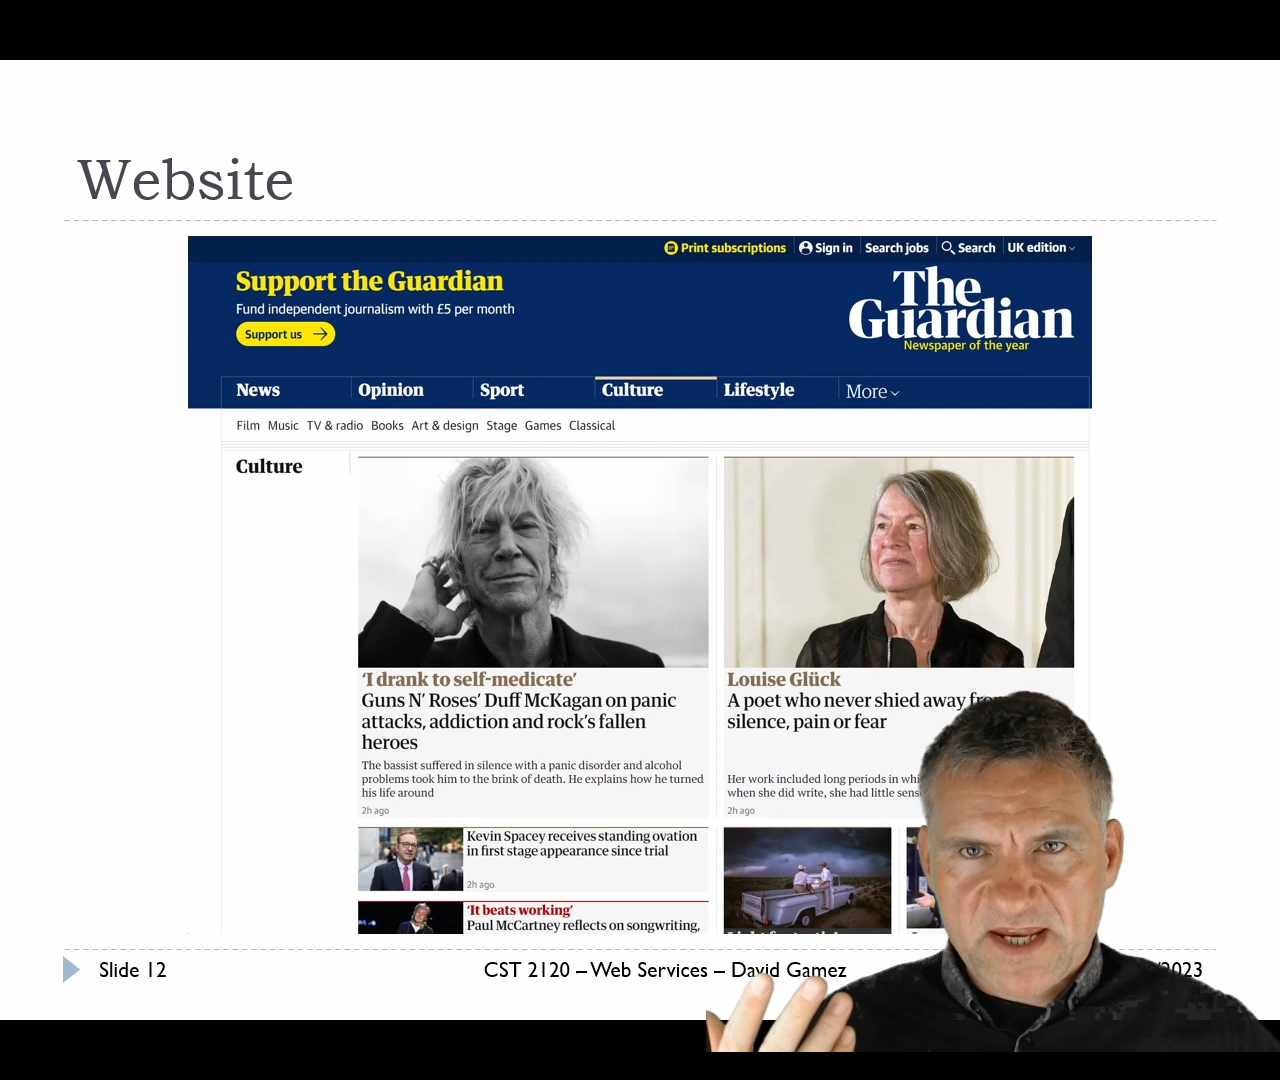 Website
Print subscriptions
Sign in
Search jobs
Search
UK edition
Support the Guardian
Fund independent journalism with £5 per month
Support us
The
Guardian
Newspaper of the year
News Opinion Sport Culture Lifestyle More
Film Music TV & radio Books Art & design Stage Games Classical
Culture
‘I drank to self-medicate’
Guns N’ Roses’ Duff McKagan on panic
attacks, addiction and rock’s fallen
heroes
The bassist suffered in silence with a panic disorder and alcohol
problems took him to the brink of death. He explains how he turned
his life around
2h ago
Louise Glück
A poet who never shied away
silence, pain or fear
Her work included long periods in
when she did write, she had little
2h ago
Kevin Spacey receives standing ovation
in first stage appearance since trial
2h ago
‘It beats working’
Paul McCartney reflects on songwriting,
Slide 12
CST 2120 – Web Services – David Gamez
/2023